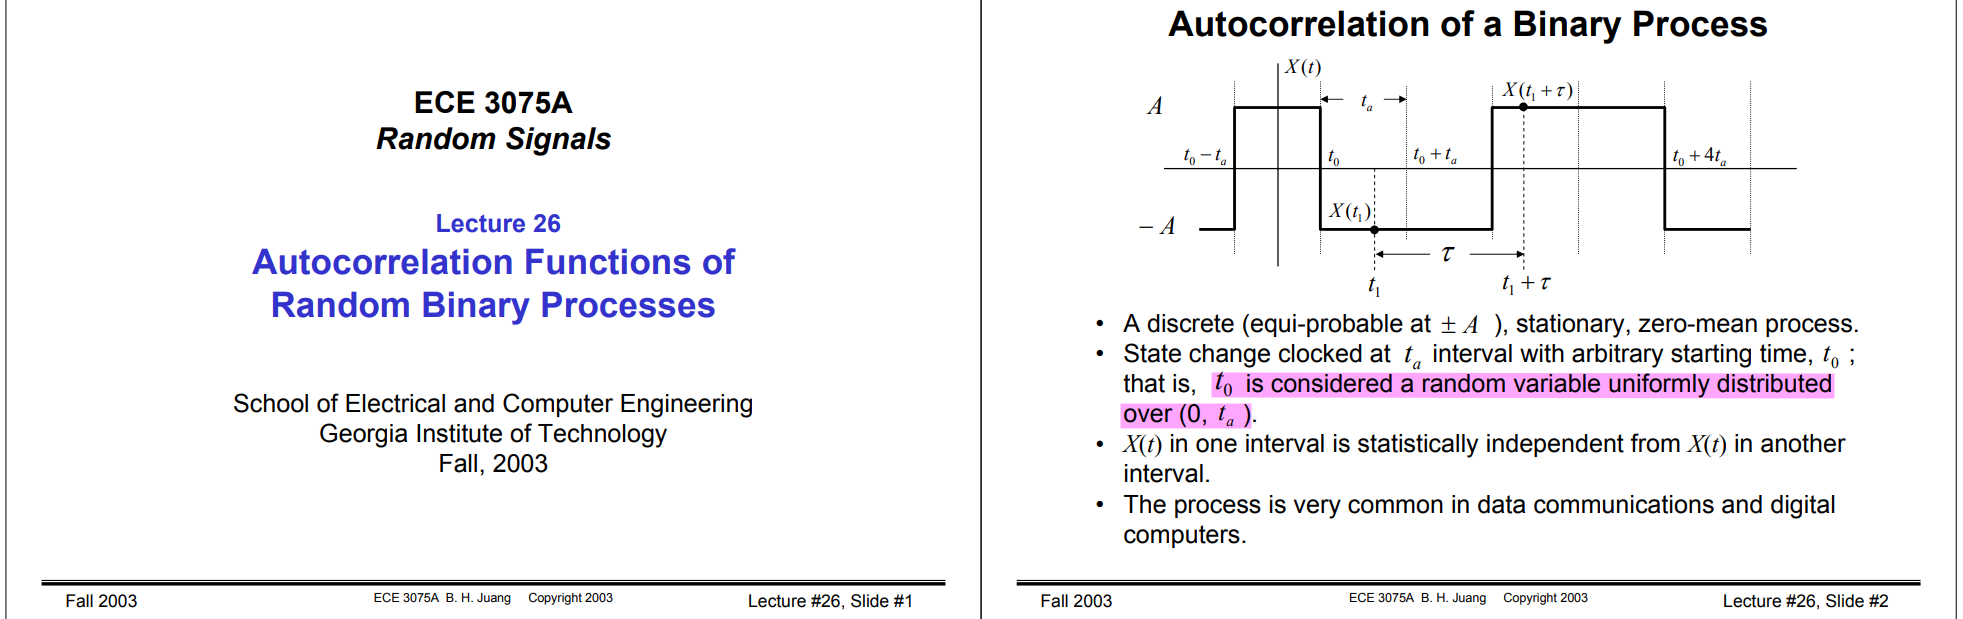 ECE 3075A
Random Signals
Lecture 26
Autocorrelation Functions of
Random Binary Processes
School of Electrical and Computer Engineering
Georgia Institute of Technology
Fall, 2003
Fall 2003
ECE 3075A B. H. Juang Copyright 2003
Lecture #26, Slide #1
Autocorrelation of a Binary Process
X(t)
A
t_a
X(t_1 + τ)
t_0 − t_a
t_0
t_0 + t_a
t_0 + 4t_a
− A
X(t_1)
τ
t_1
t_1 + τ
• A discrete (equi-probable at ± A ), stationary, zero-mean process.
• State change clocked at t_a interval with arbitrary starting time, t_0 ;
that is, t_0 is considered a random variable uniformly distributed
over (0, t_a ).
• X(t) in one interval is statistically independent from X(t) in another
interval.
• The process is very common in data communications and digital
computers.
Fall 2003
ECE 3075A B. H. Juang Copyright 2003
Lecture #26, Slide #2